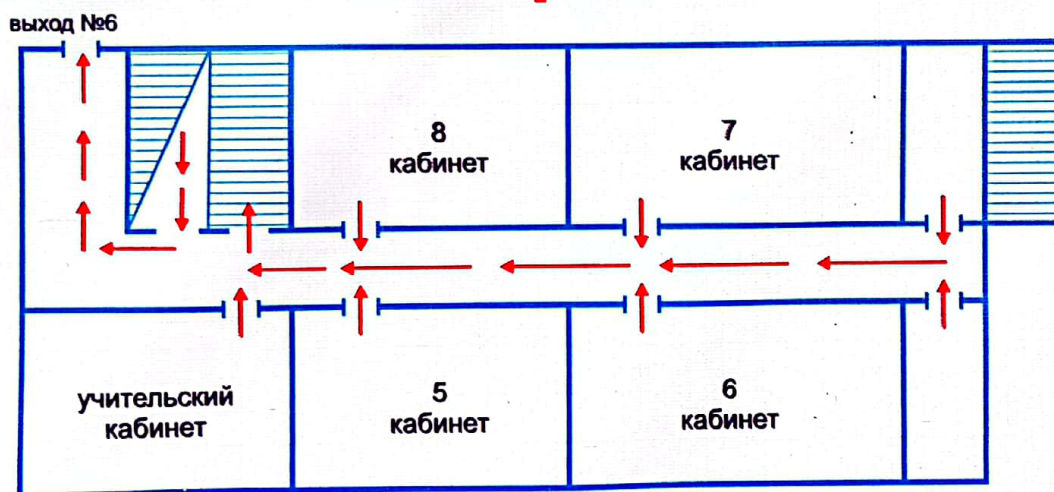 выход №6
8
кабинет
7
кабинет
учительский
кабинет
5
кабинет
6
кабинет